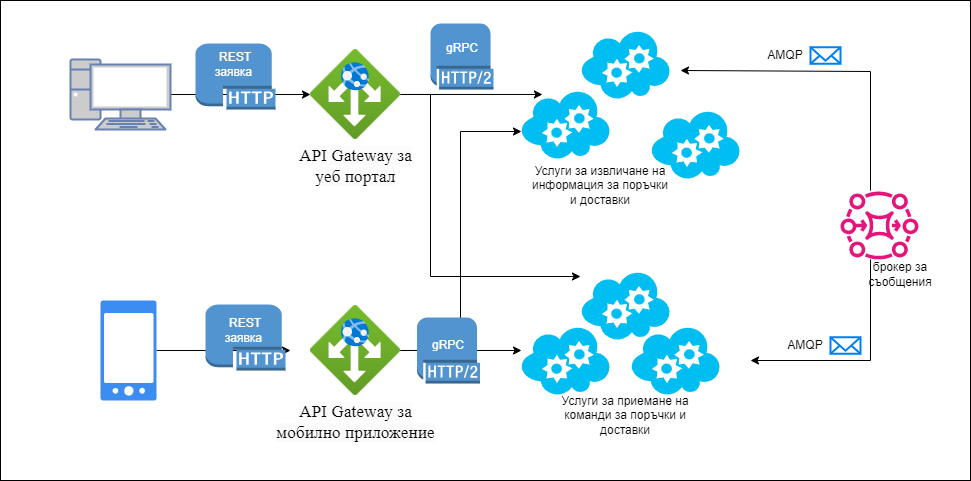 REST
заявка
HTTP
API Gateway за
уеб портал
gRPC
HTTP/2
Услуги за извличане на
информация за поръчки
и доставки
AMQP
брокер за
съобщения
REST
заявка
HTTP
API Gateway за
мобилно приложение
gRPC
HTTP/2
Услуги за приемане на
команди за поръчки и
доставки
AMQP